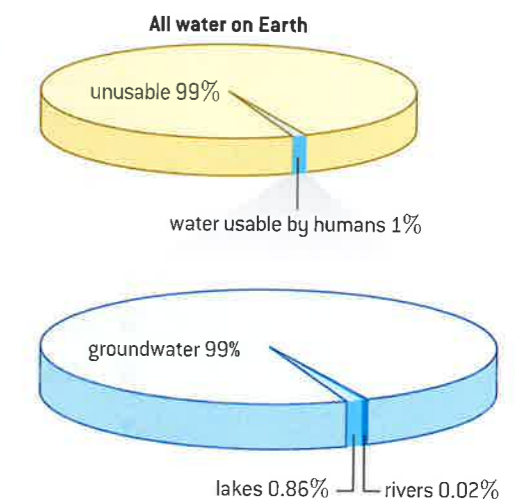 All water on Earth
unusable 99%
water usable by humans 1%
groundwater 99%
lakes 0.86%
rivers 0.02%